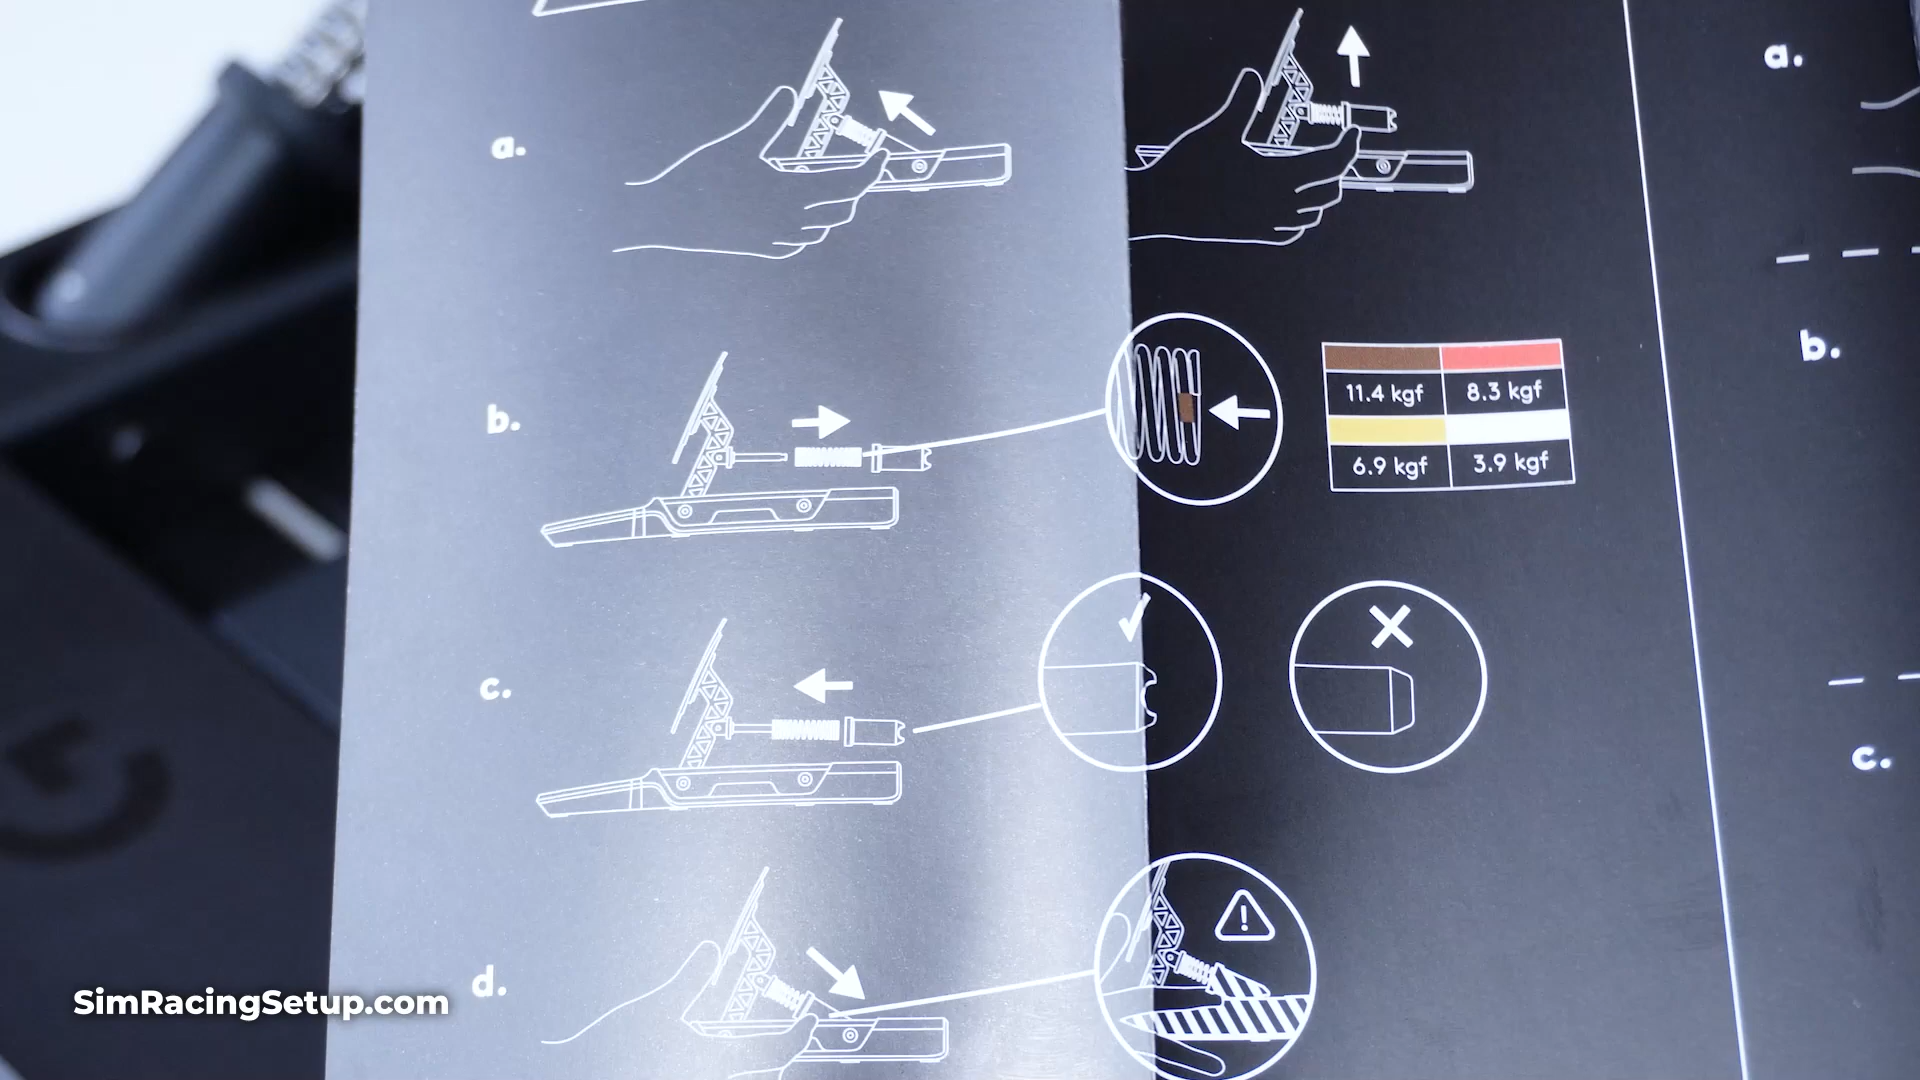 a.
b.
11.4 kgf 8.3 kgf
6.9 kgf 3.9 kgf
c.
d.
a.
b.
c.
SimRacingSetup.com